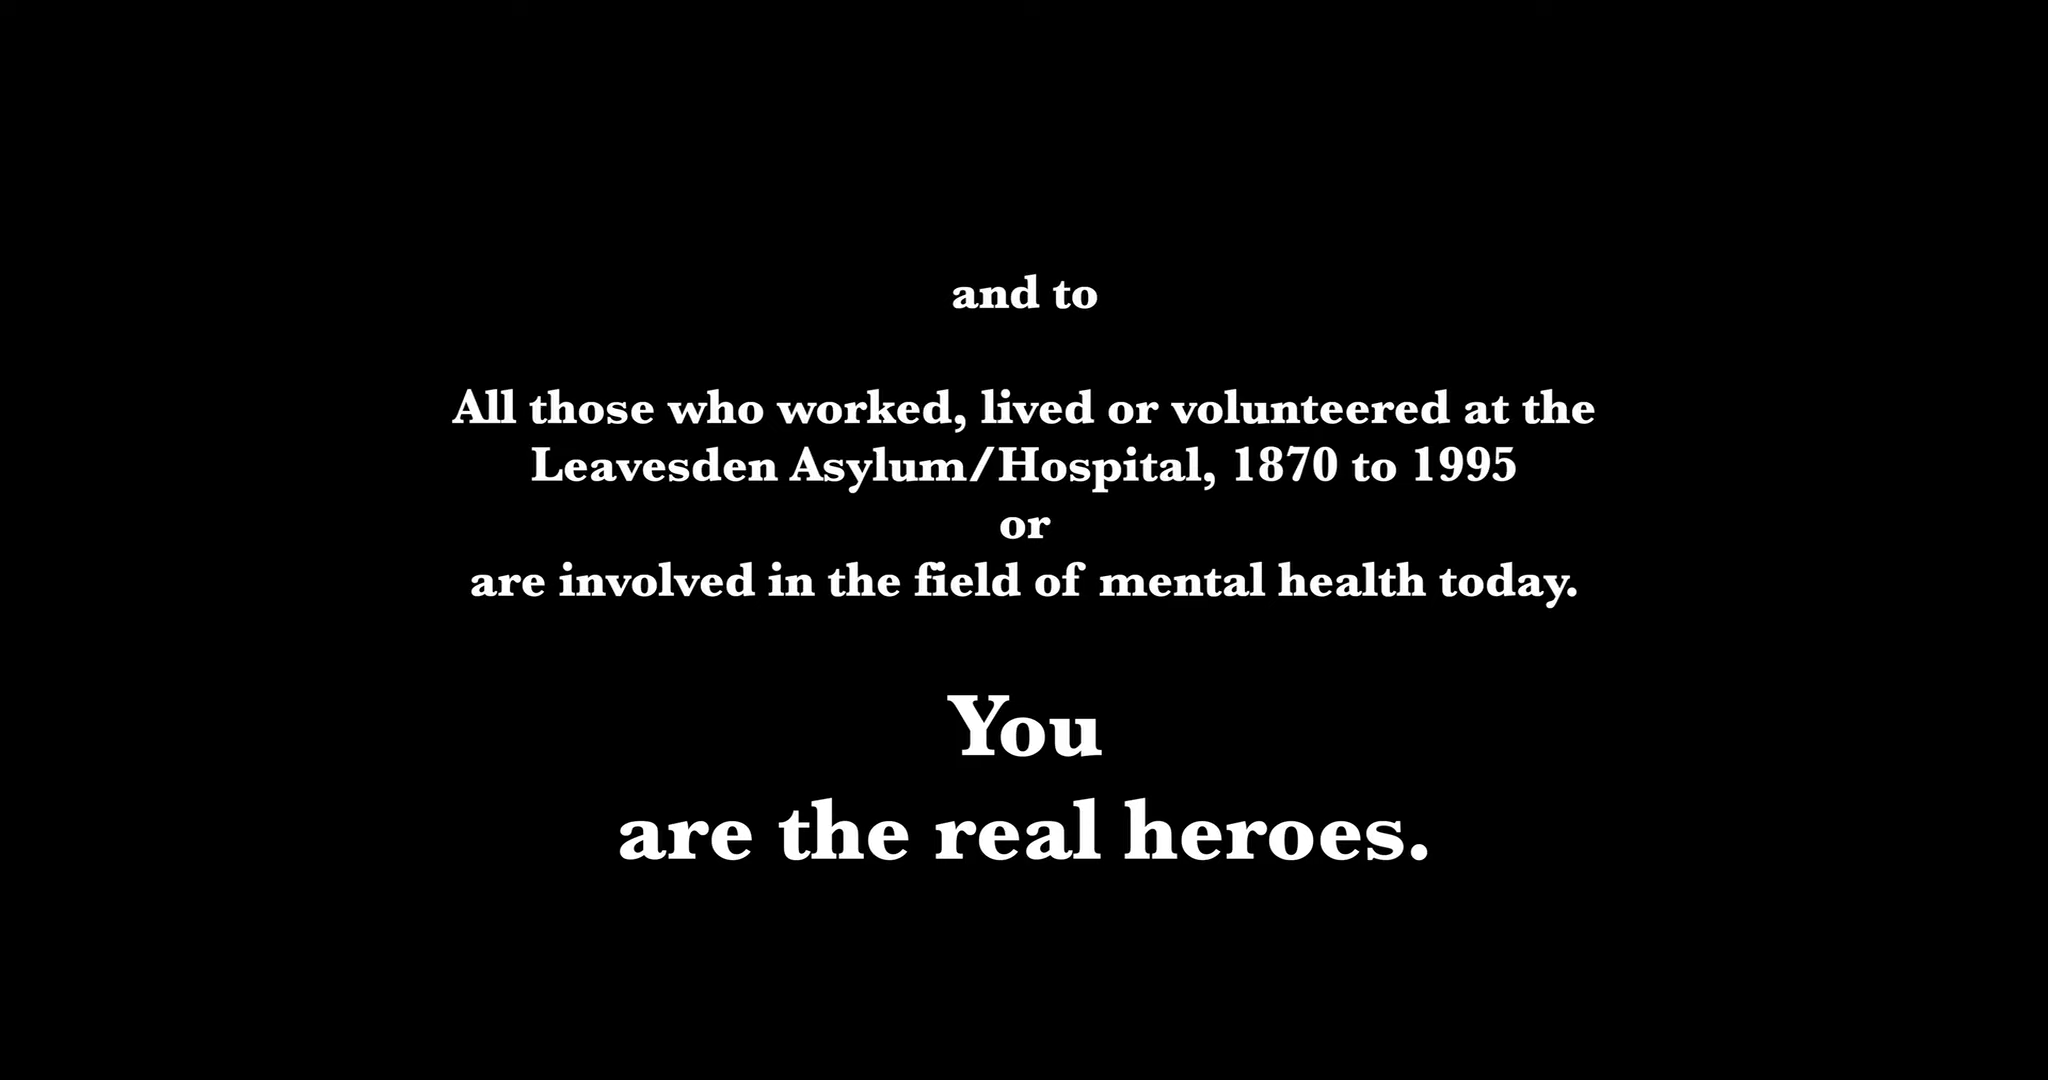 and to
All those who worked, lived or volunteered at the
Leavesden Asylum/Hospital, 1870 to 1995
or
are involved in the field of mental health today.
You
are the real heroes.